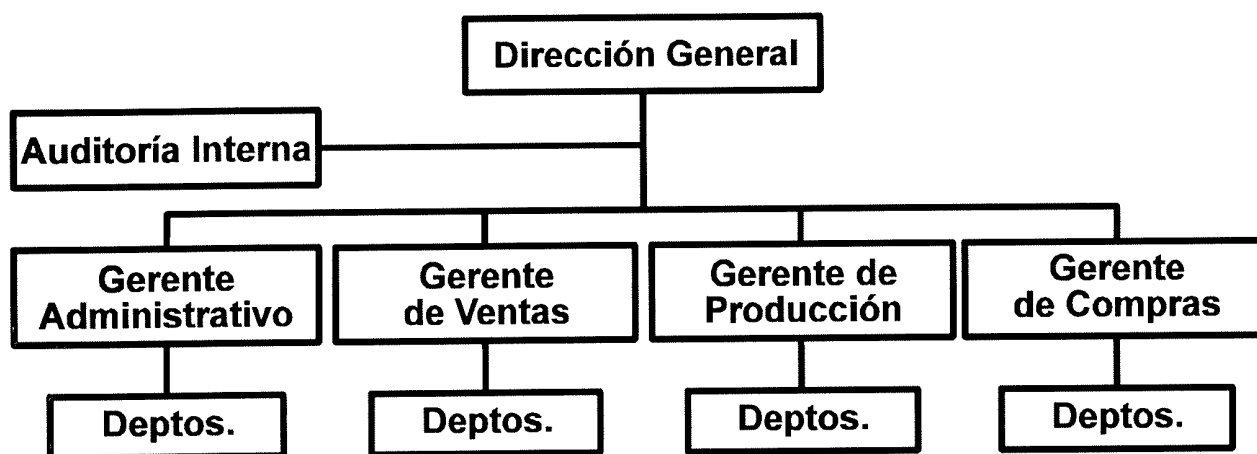 Dirección General
Auditoría Interna
Gerente
Administrativo
Gerente
de Ventas
Gerente de
Producción
Gerente
de Compras
Deptos.
Deptos.
Deptos.
Deptos.